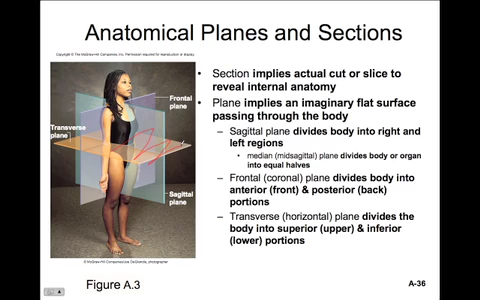 Anatomical Planes and Sections
Copyright © The McGraw-Hill Companies, Inc. Permission required for reproduction or display.
Frontal
plane
Transverse
plane
Sagittal
plane
• Section implies actual cut or slice to
reveal internal anatomy
• Plane implies an imaginary flat surface
passing through the body
– Sagittal plane divides body into right and
left regions
• median (midsagittal) plane divides body or organ
into equal halves
– Frontal (coronal) plane divides body into
anterior (front) & posterior (back)
portions
– Transverse (horizontal) plane divides the
body into superior (upper) & inferior
(lower) portions
© McGraw-Hill Companies/Joe DeGrandis, photographer
Figure A.3
A-36